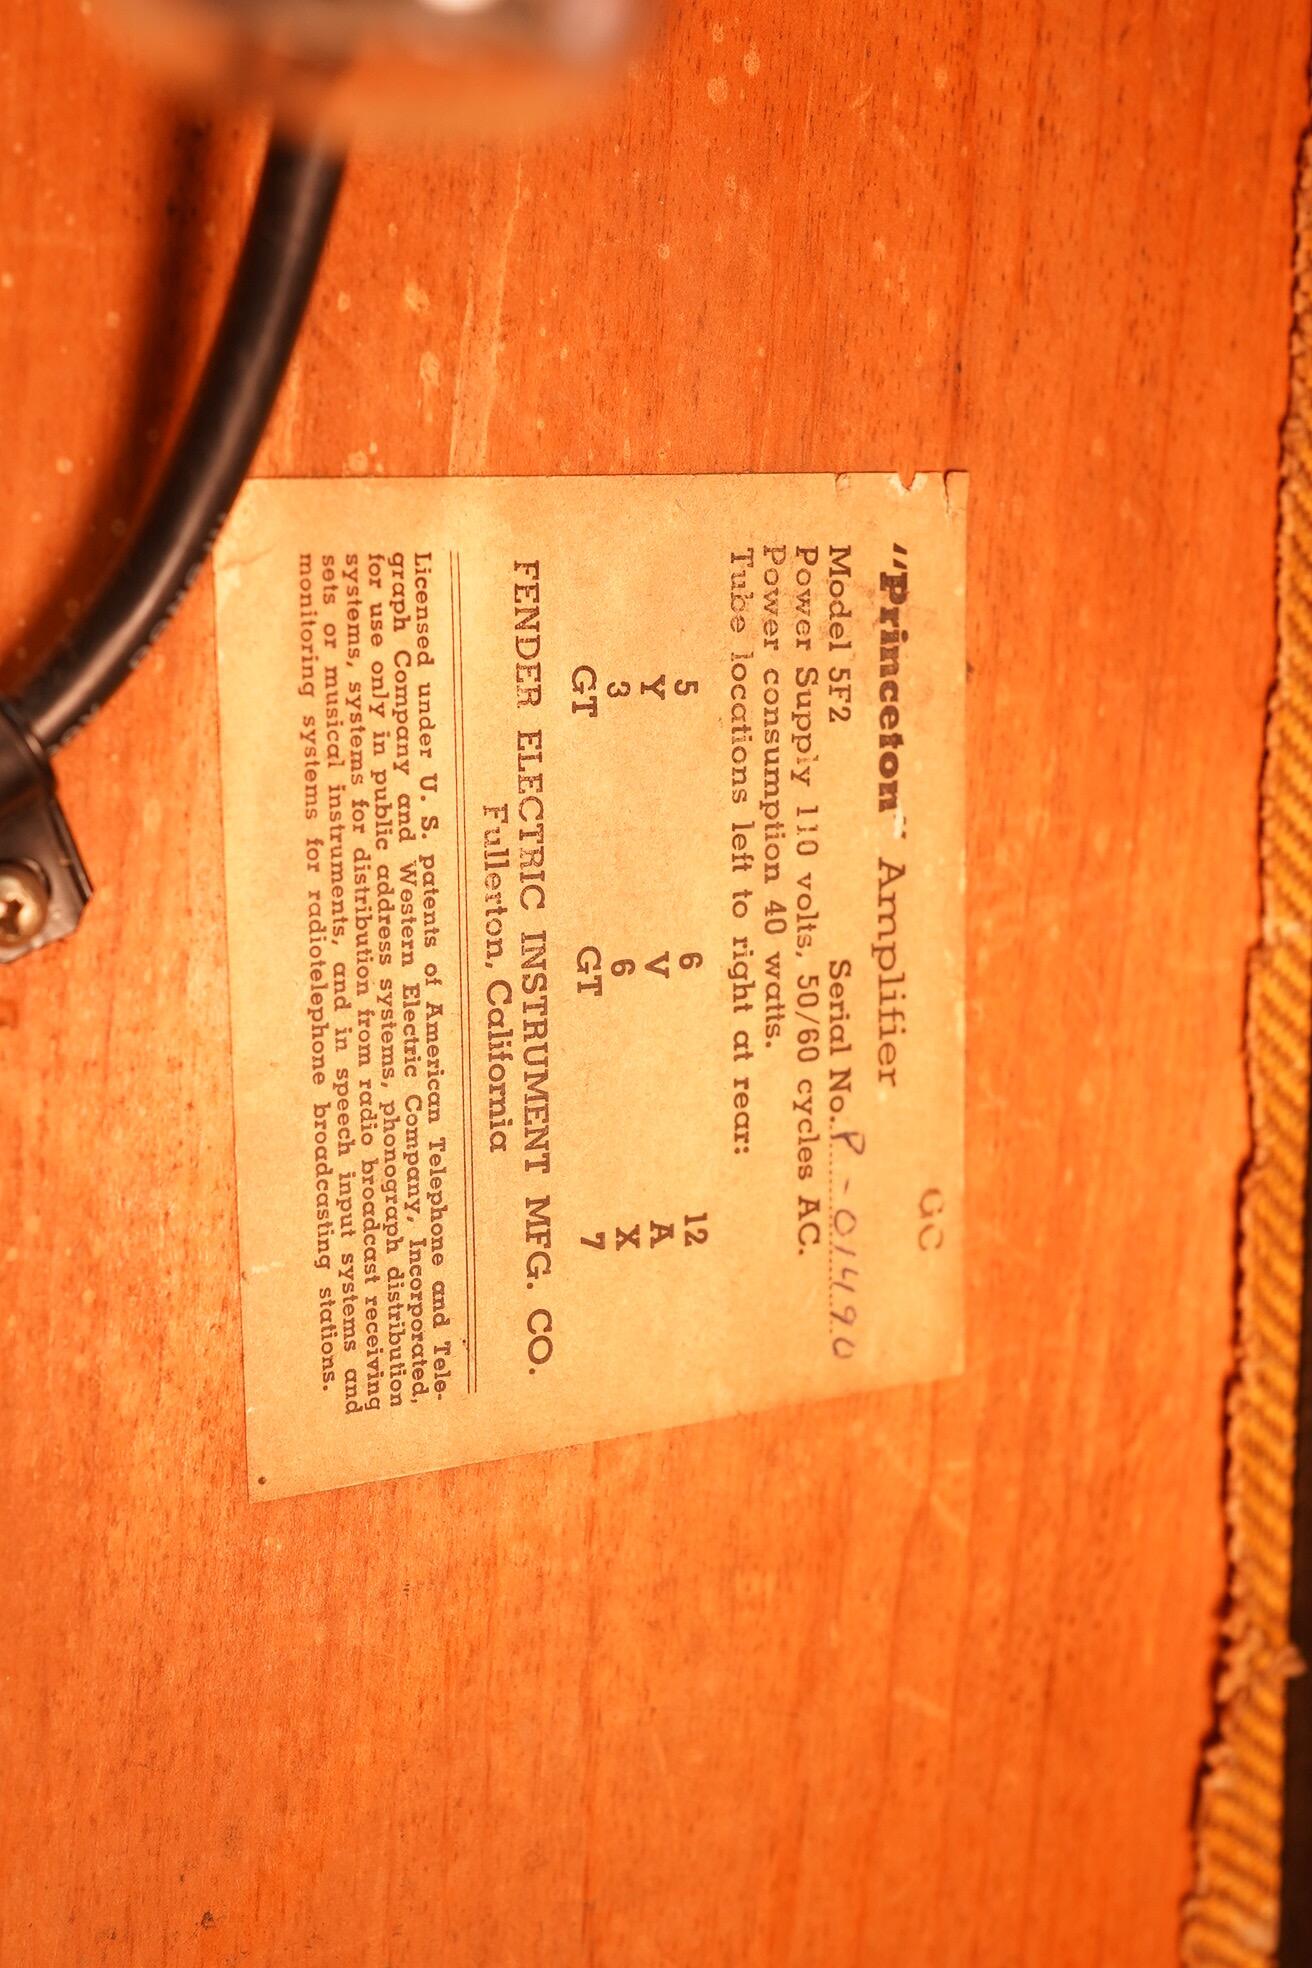 GC
"Princeton" Amplifier
Model 5F2 Serial No. P-01490
Power Supply 110 volts, 50/60 cycles AC.
Power consumption 40 watts.
Tube locations left to right at rear:
5 6 12
Y V A
3 6 X
GT GT 7
FENDER ELECTRIC INSTRUMENT MFG. CO.
Fullerton, California
Licensed under U. S. patents of American Telephone and Tele-
graph Company and Western Electric Company, Incorporated,
for use only in public address systems, phonograph distribution
systems, systems for distribution from radio broadcast receiving
sets or musical instruments, and in speech input systems and
monitoring systems for radiotelephone broadcasting stations.